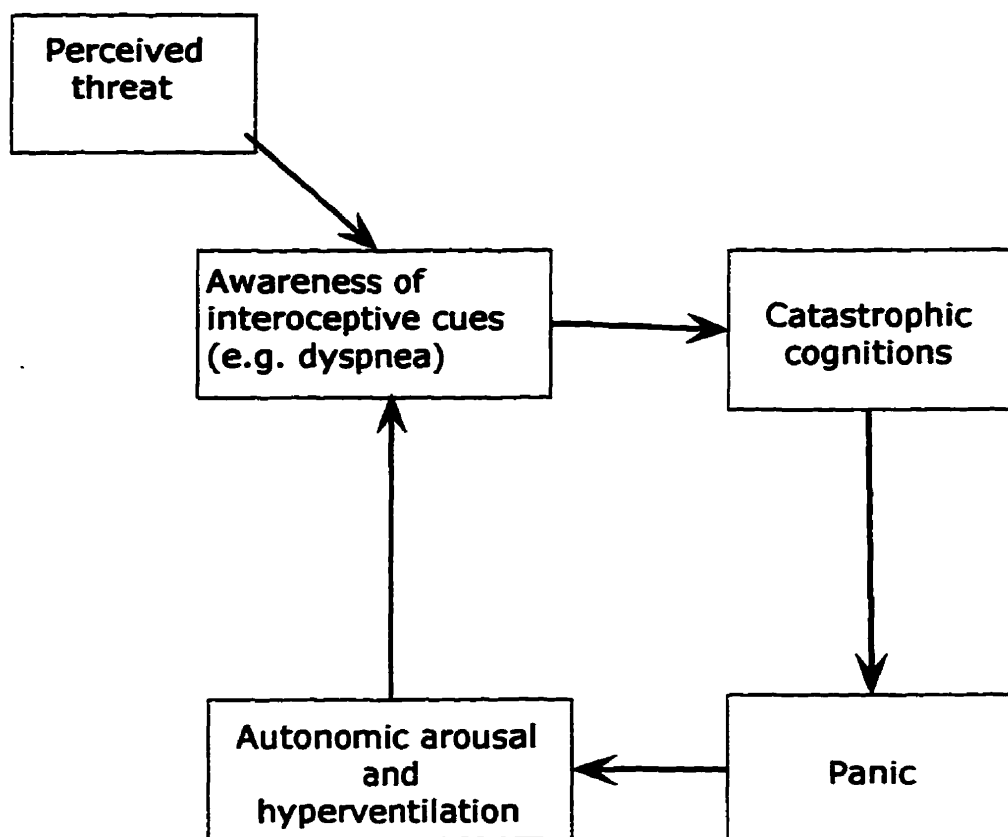 Perceived
threat
Awareness of
interoceptive cues
(e.g. dyspnea)
Catastrophic
cognitions
Autonomic arousal
and
hyperventilation
Panic